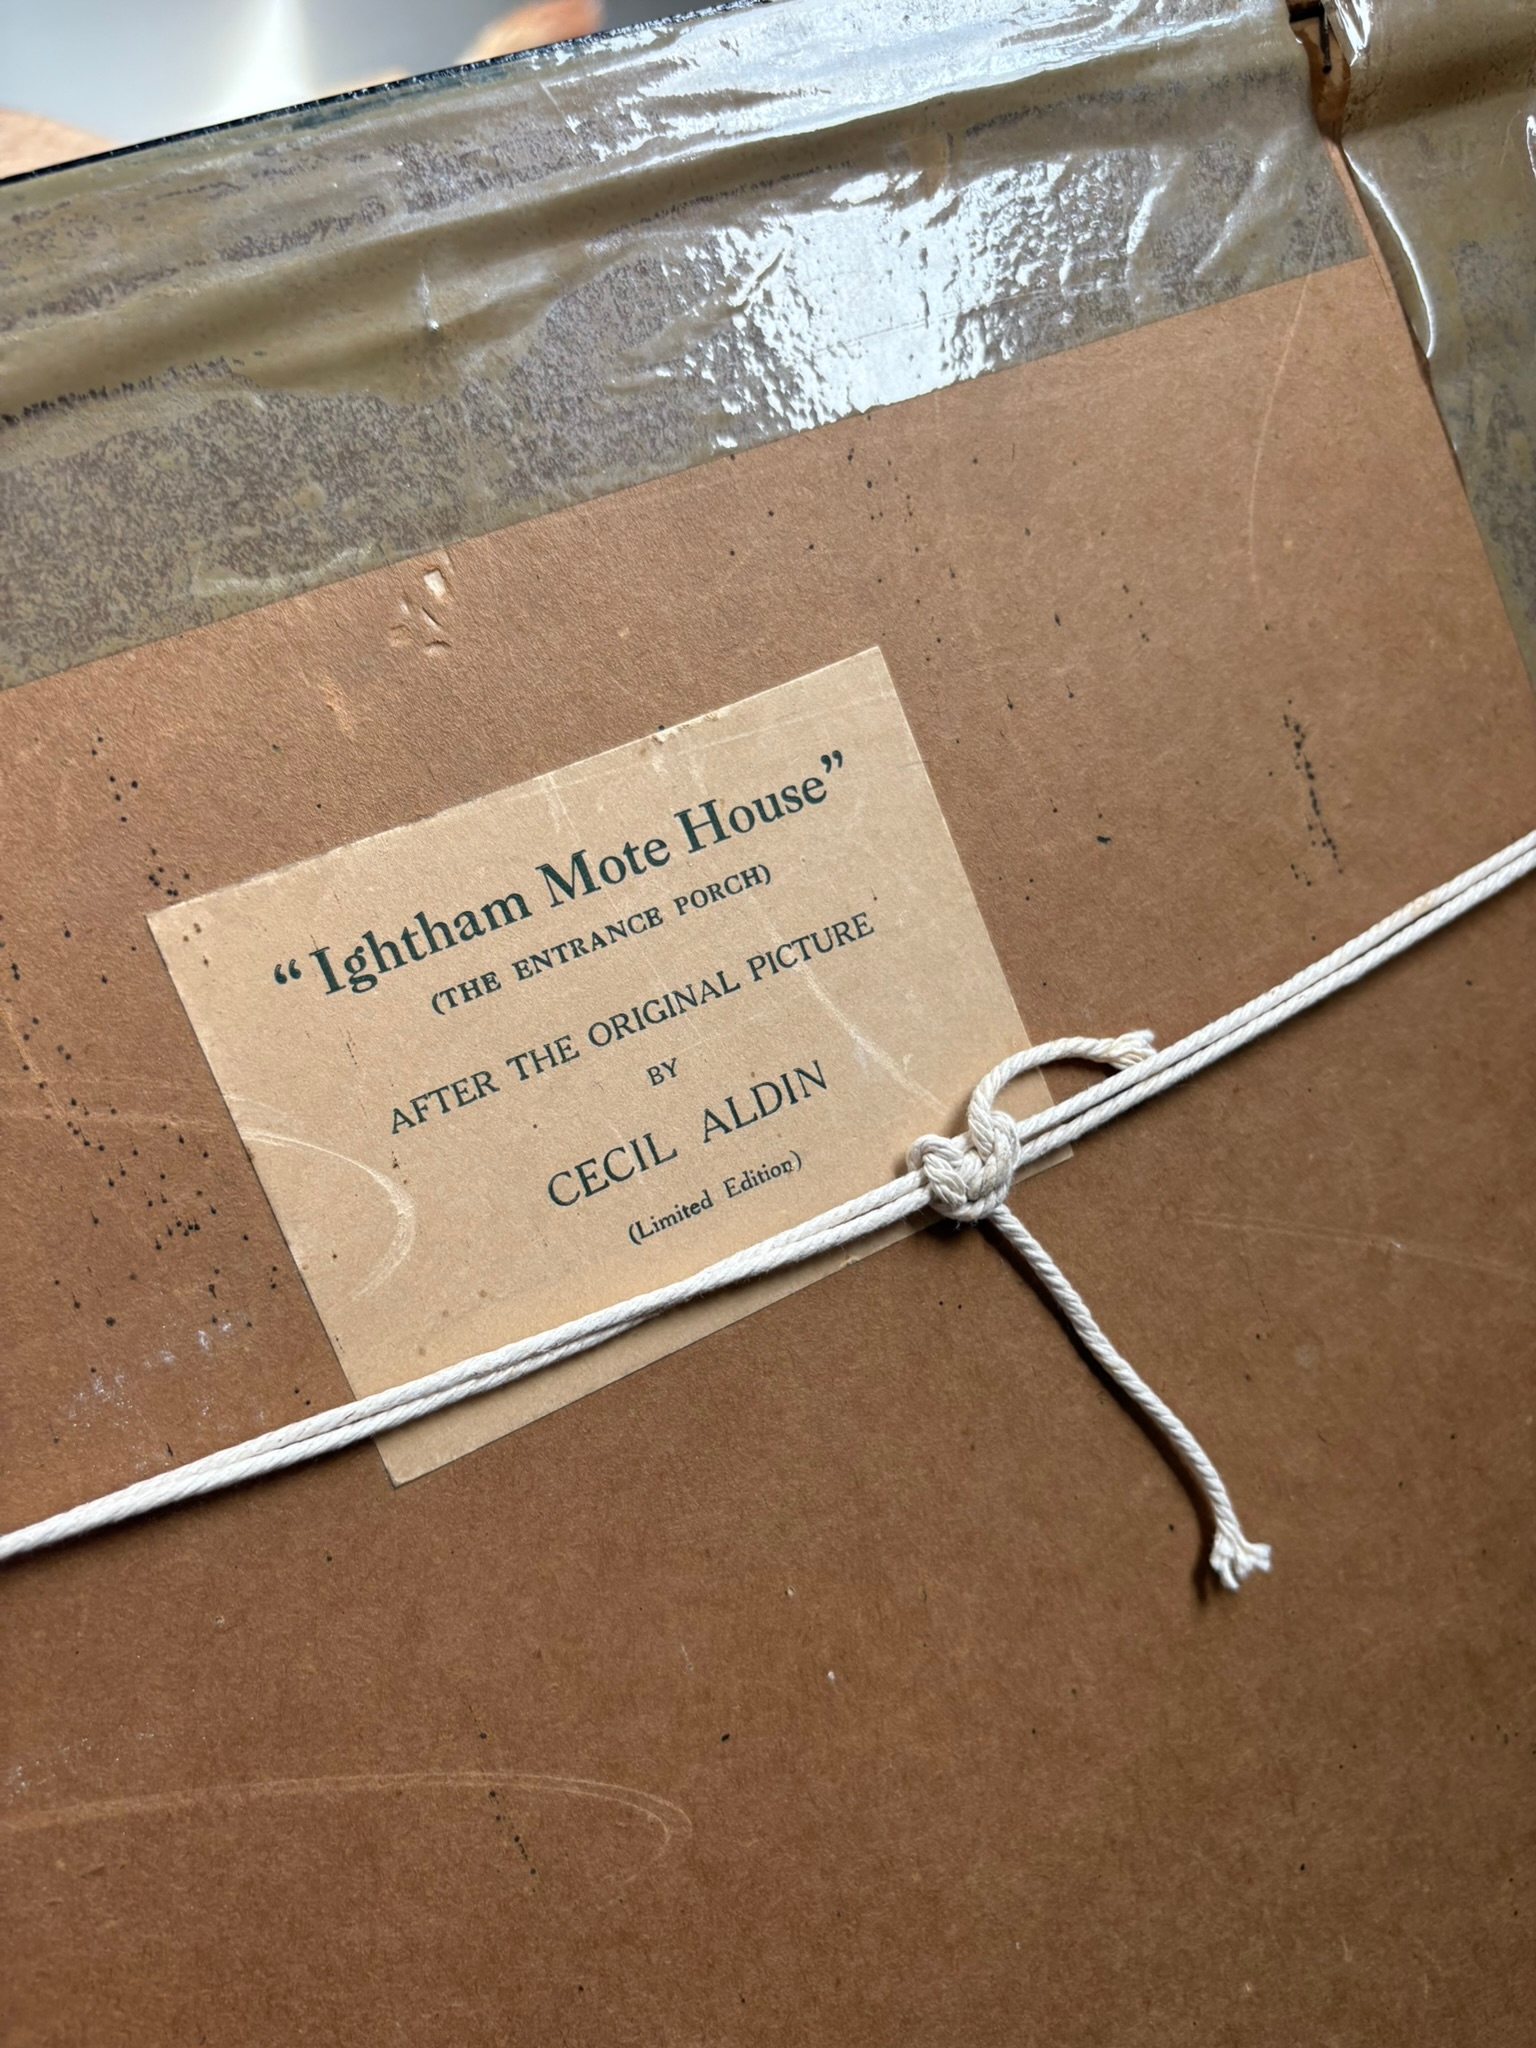 “Ightham Mote House”
(THE ENTRANCE PORCH)
AFTER THE ORIGINAL PICTURE
BY
CECIL ALDIN
(Limited Edition)